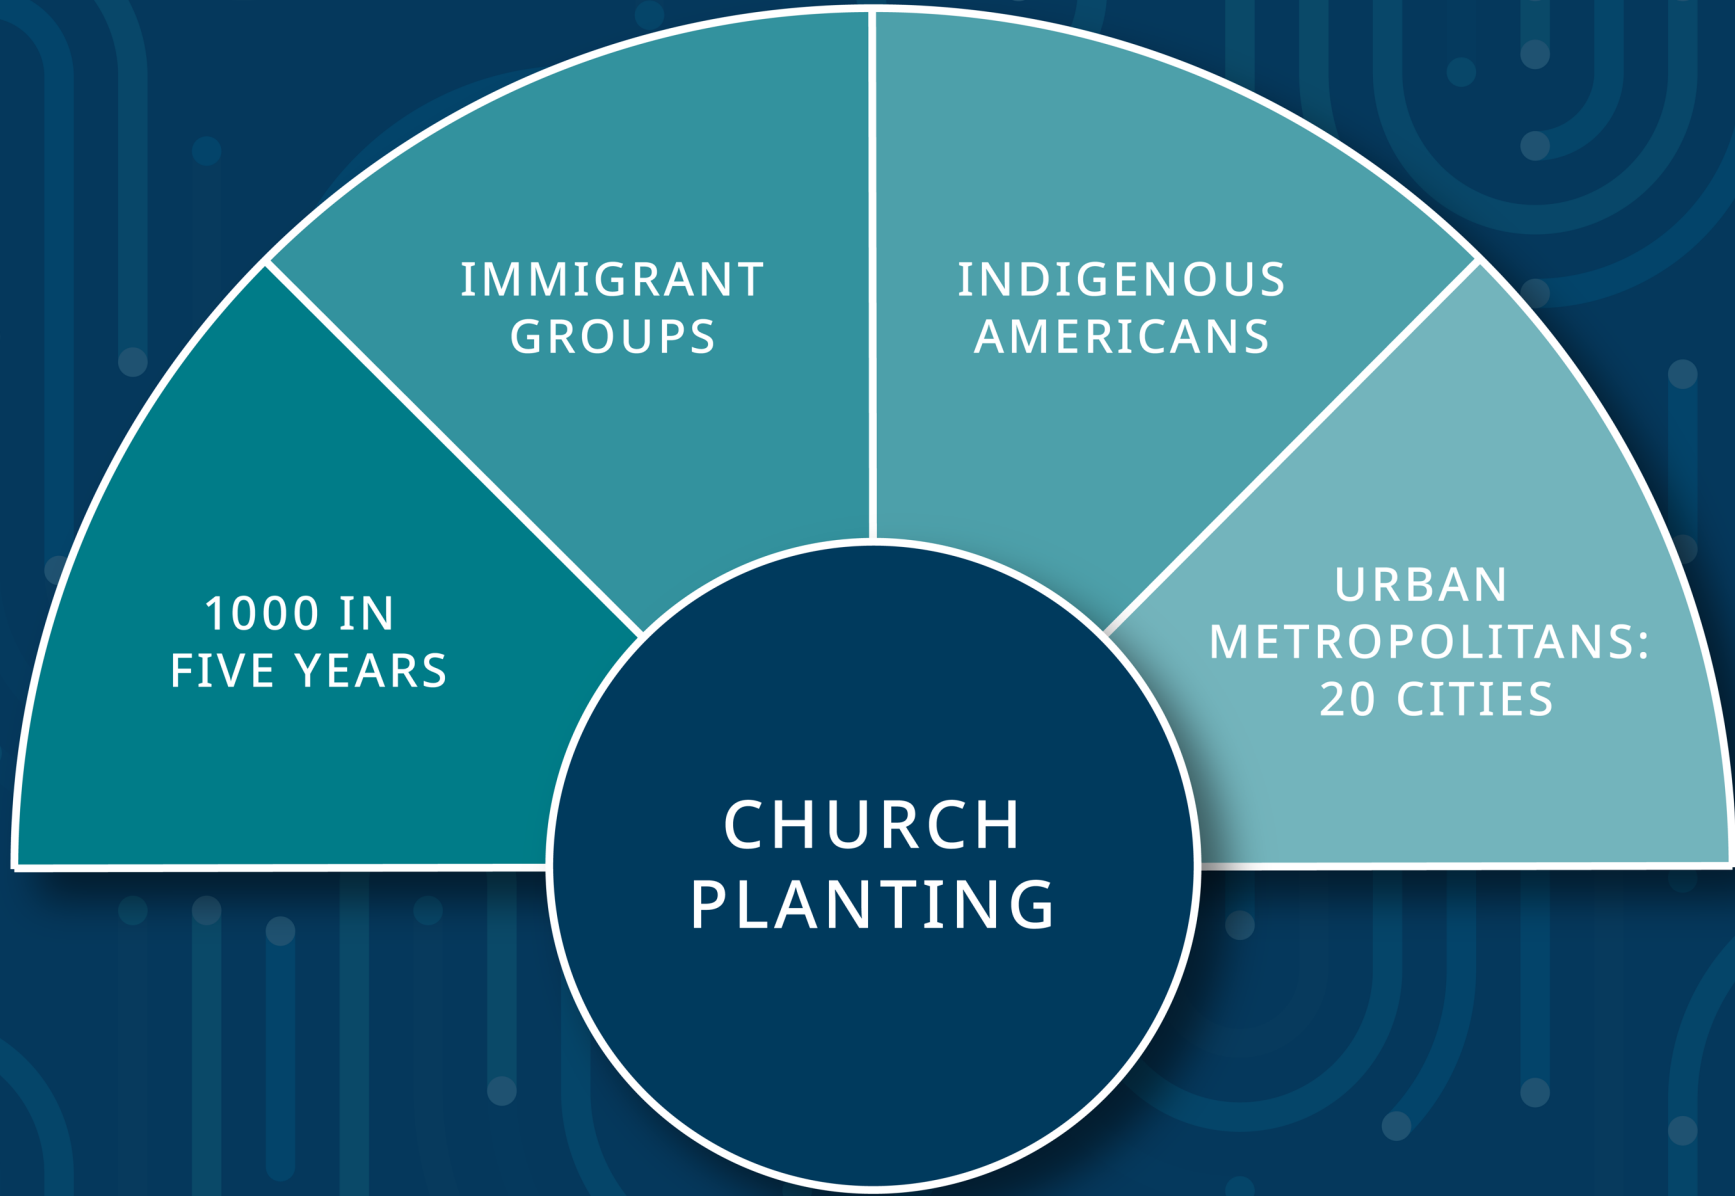 IMMIGRANT
GROUPS
INDIGENOUS
AMERICANS
1000 IN
FIVE YEARS
URBAN
METROPOLITANS:
20 CITIES
CHURCH
PLANTING